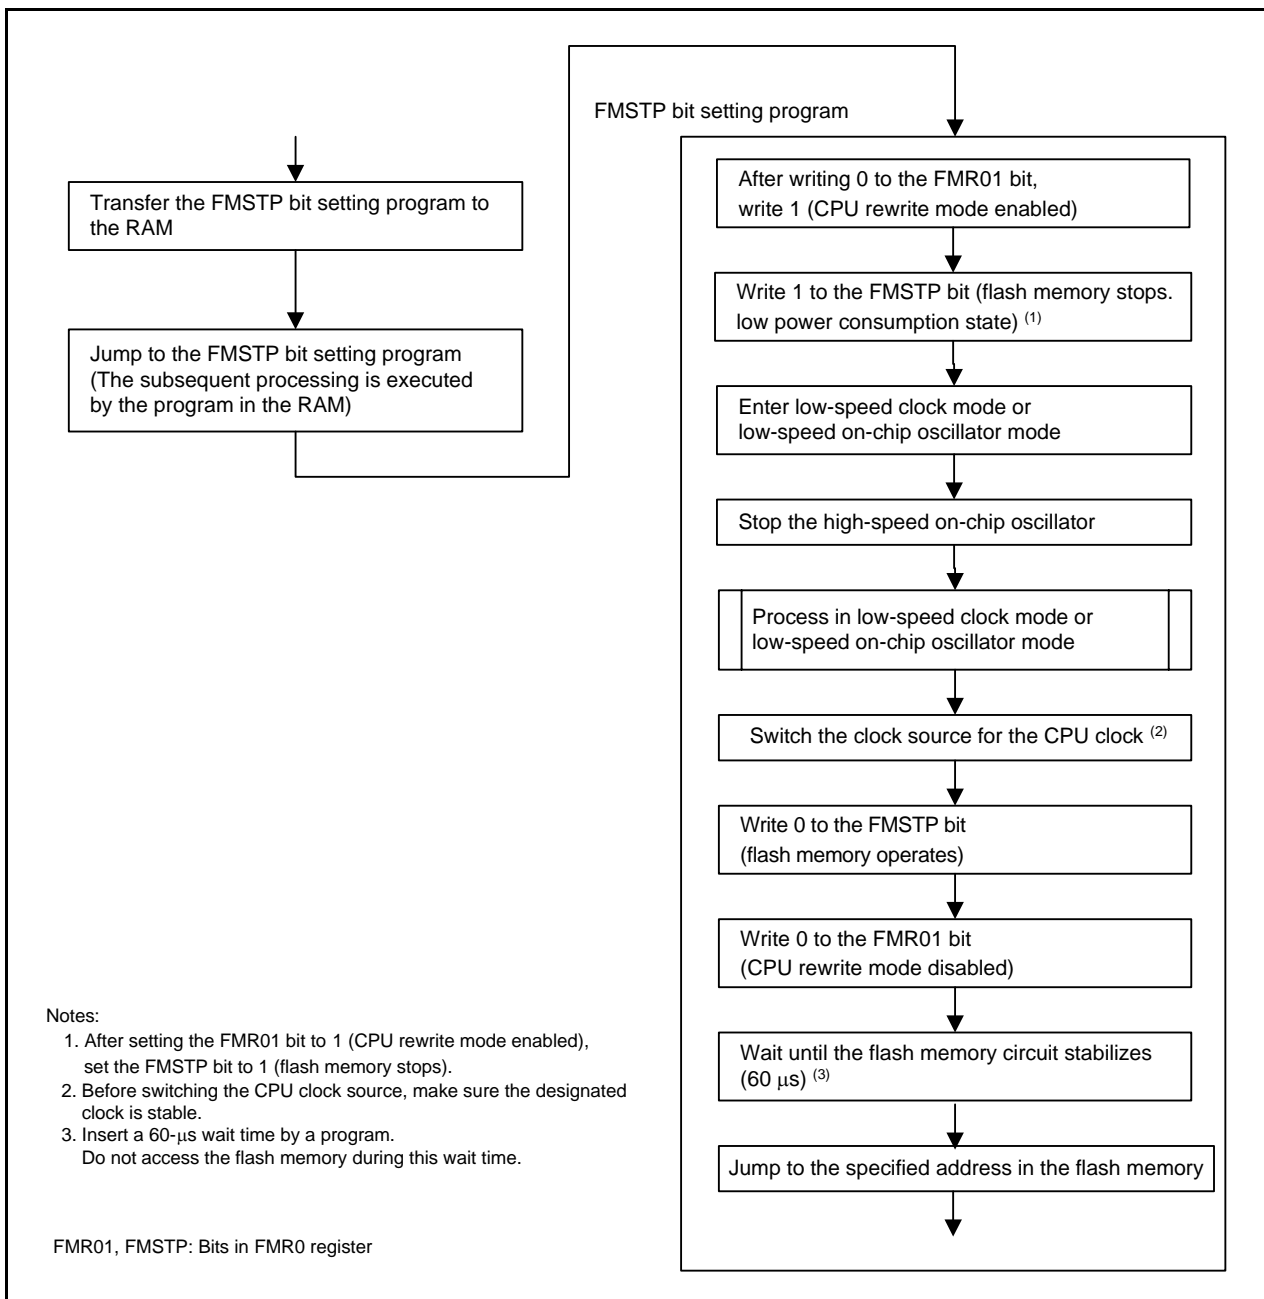 Transfer the FMSTP bit setting program to
the RAM
Jump to the FMSTP bit setting program
(The subsequent processing is executed
by the program in the RAM)
FMSTP bit setting program
After writing 0 to the FMR01 bit,
write 1 (CPU rewrite mode enabled)
Write 1 to the FMSTP bit (flash memory stops.
low power consumption state) (1)
Enter low-speed clock mode or
low-speed on-chip oscillator mode
Stop the high-speed on-chip oscillator
Process in low-speed clock mode or
low-speed on-chip oscillator mode
Switch the clock source for the CPU clock (2)
Write 0 to the FMSTP bit
(flash memory operates)
Write 0 to the FMR01 bit
(CPU rewrite mode disabled)
Wait until the flash memory circuit stabilizes
(60 μs) (3)
Jump to the specified address in the flash memory
Notes:
1. After setting the FMR01 bit to 1 (CPU rewrite mode enabled),
set the FMSTP bit to 1 (flash memory stops).
2. Before switching the CPU clock source, make sure the designated
clock is stable.
3. Insert a 60-μs wait time by a program.
Do not access the flash memory during this wait time.
FMR01, FMSTP: Bits in FMR0 register